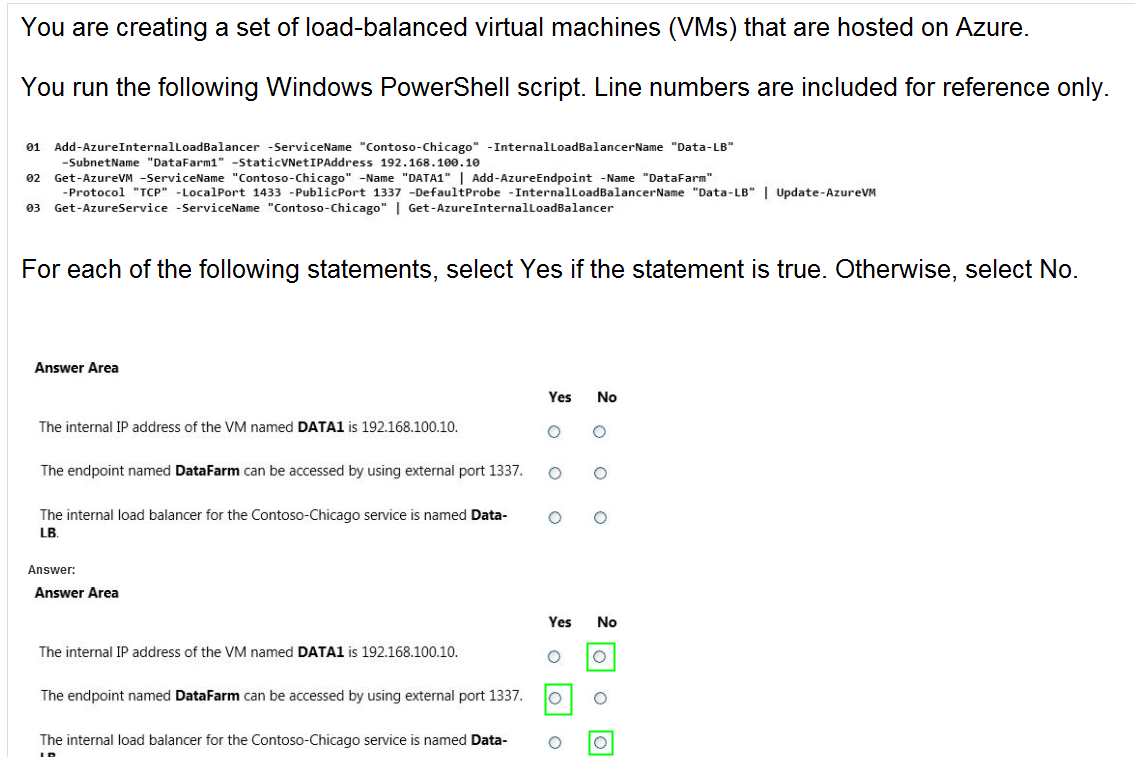 You are creating a set of load-balanced virtual machines (VMs) that are hosted on Azure.
You run the following Windows PowerShell script. Line numbers are included for reference only.
01 Add-AzureInternalLoadBalancer -ServiceName "Contoso-Chicago" -InternalLoadBalancerName "Data-LB"
-SubnetName "DataFarm1" -StaticVNetIPAddress 192.168.100.10
02 Get-AzureVM -ServiceName "Contoso-Chicago" -Name "DATA1" | Add-AzureEndpoint -Name "DataFarm"
-Protocol "TCP" -LocalPort 1433 -PublicPort 1337 -DefaultProbe -InternalLoadBalancerName "Data-LB" | Update-AzureVM
03 Get-AzureService -ServiceName "Contoso-Chicago" | Get-AzureInternalLoadBalancer
For each of the following statements, select Yes if the statement is true. Otherwise, select No.
Answer Area
Yes No
The internal IP address of the VM named DATA1 is 192.168.100.10.
The endpoint named DataFarm can be accessed by using external port 1337.
The internal load balancer for the Contoso-Chicago service is named Data-
LB.
Answer:
Answer Area
Yes No
The internal IP address of the VM named DATA1 is 192.168.100.10.
The endpoint named DataFarm can be accessed by using external port 1337.
The internal load balancer for the Contoso-Chicago service is named Data-